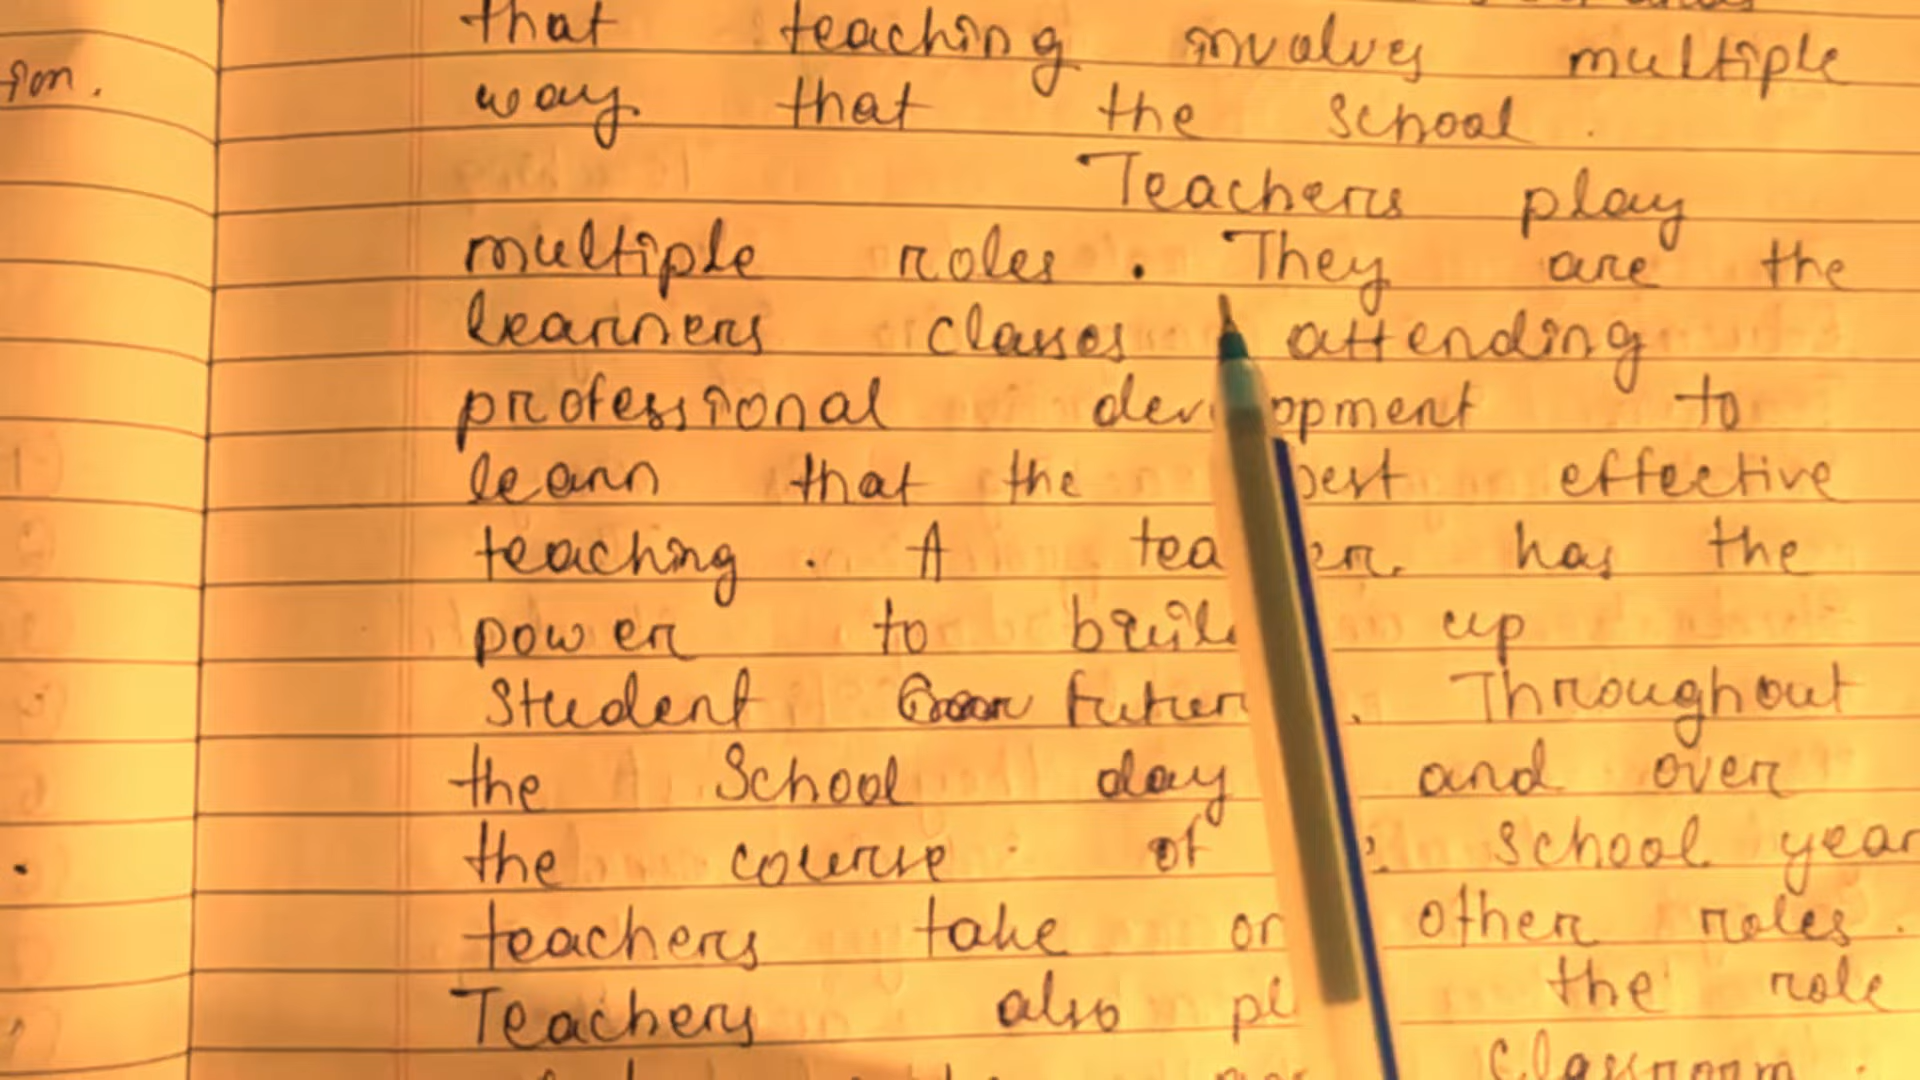 ion.
that teaching involves multiple
way that the school.
Teachers play
multiple roles. They are the
learners classes attending
professional to
learn that the effective
teaching. A has the
power to up
Student . Throughout
the School day and over
the course of school year
teachers take other roles.
Teachers also the role
classroom.